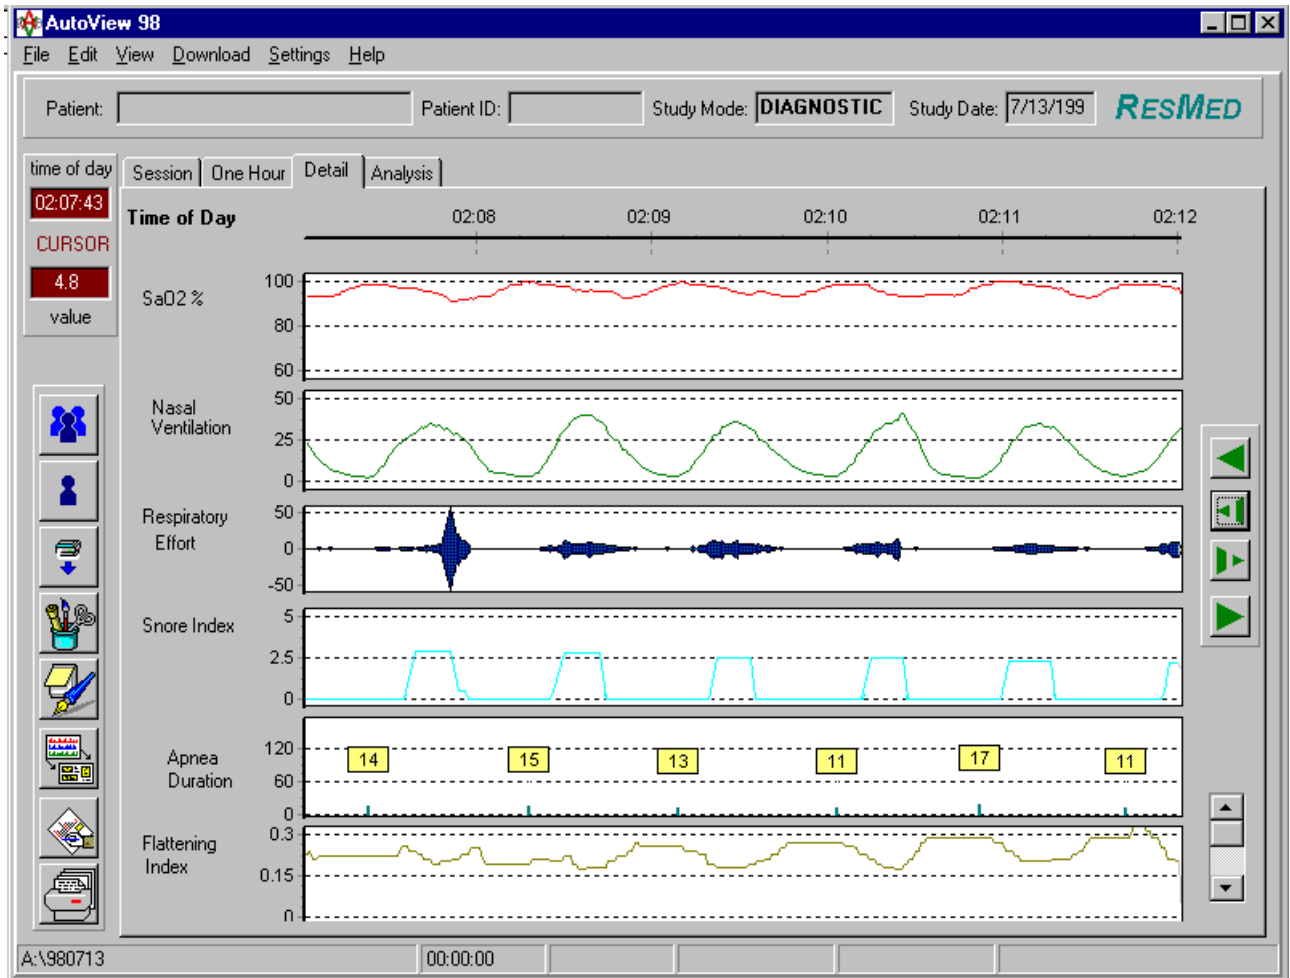 AutoView 98
File Edit View Download Settings Help
Patient: Patient ID: Study Mode: DIAGNOSTIC Study Date: 7/13/199 RESMED
time of day
02:07:43
CURSOR
4.8
value
Session One Hour Detail Analysis
Time of Day 02:08 02:09 02:10 02:11 02:12
SaO2 %
100
80
60
Nasal
Ventilation
50
25
0
Respiratory
Effort
50
0
-50
Snore Index
5
2.5
0
Apnea
Duration
120
60
0
14 15 13 11 17 11
Flattening
Index
0.3
0.15
0
A:\980713 00:00:00